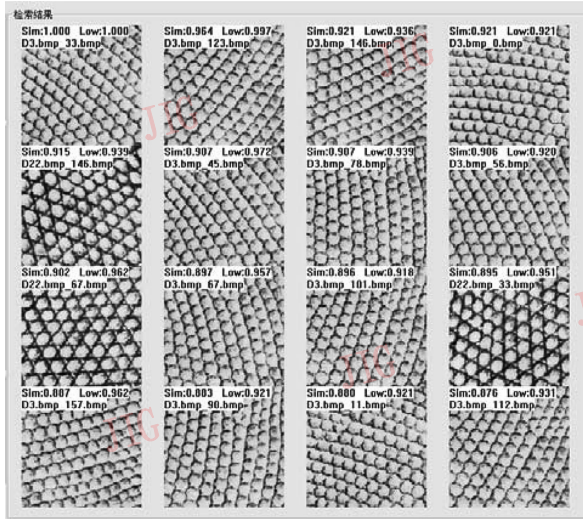 检索结果
Sim:1.000 Low:1.000
D3.bmp_33.bmp
Sim:0.964 Low:0.997
D3.bmp_123.bmp
Sim:0.921 Low:0.936
D3.bmp_146.bmp
Sim:0.921 Low:0.921
D3.bmp_0.bmp
Sim:0.915 Low:0.939
D22.bmp_146.bmp
Sim:0.907 Low:0.972
D3.bmp_45.bmp
Sim:0.907 Low:0.939
D3.bmp_78.bmp
Sim:0.906 Low:0.920
D3.bmp_56.bmp
Sim:0.902 Low:0.962
D22.bmp_67.bmp
Sim:0.897 Low:0.957
D3.bmp_67.bmp
Sim:0.896 Low:0.918
D3.bmp_101.bmp
Sim:0.895 Low:0.951
D22.bmp_33.bmp
Sim:0.887 Low:0.962
D3.bmp_157.bmp
Sim:0.883 Low:0.921
D3.bmp_90.bmp
Sim:0.880 Low:0.921
D3.bmp_11.bmp
Sim:0.876 Low:0.931
D3.bmp_112.bmp
JIG
JIG
JIG
JIG